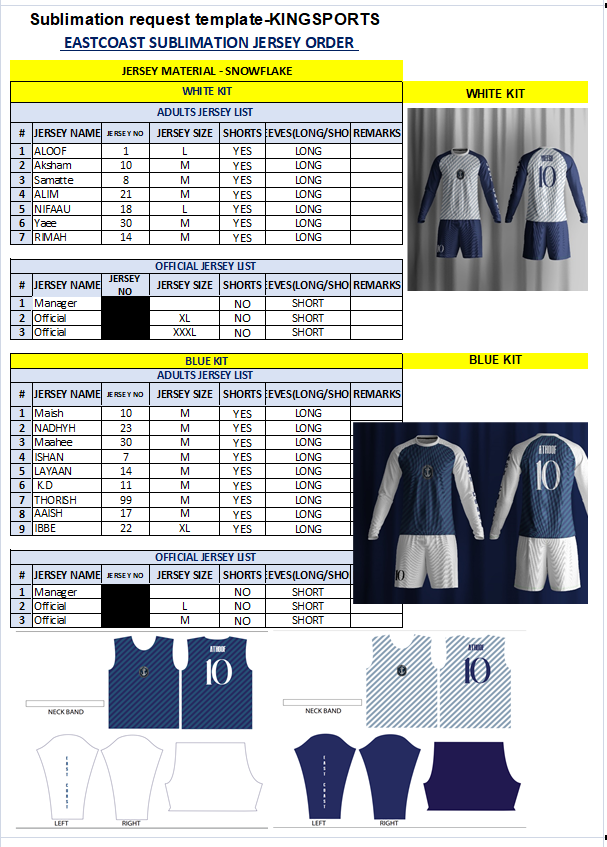 Sublimation request template-KINGSPORTS
EASTCOAST SUBLIMATION JERSEY ORDER
JERSEY MATERIAL - SNOWFLAKE
WHITE KIT
WHITE KIT
ADULTS JERSEY LIST
# JERSEY NAME JERSEY NO JERSEY SIZE SHORTS EEVES(LONG/SHO REMARKS
1 ALOOF 1 L YES LONG
2 Aksham 10 M YES LONG
3 Samatte 8 M YES LONG
4 ALIM 21 M YES LONG
5 NIFAAU 18 L YES LONG
6 Yaee 30 M YES LONG
7 RIMAH 14 M YES LONG
10
OFFICIAL JERSEY LIST
# JERSEY NAME JERSEY NO JERSEY SIZE SHORTS EEVES(LONG/SHO REMARKS
1 Manager NO SHORT
2 Official XL NO SHORT
3 Official XXXL NO SHORT
BLUE KIT
BLUE KIT
ADULTS JERSEY LIST
# JERSEY NAME JERSEY NO JERSEY SIZE SHORTS EEVES(LONG/SHO REMARKS
1 Maish 10 M YES LONG
2 NADHYH 23 M YES LONG
3 Maahee 30 M YES LONG
4 ISHAN 7 M YES LONG
5 LAYAAN 14 M YES LONG
6 K.D 11 M YES LONG
7 THORISH 99 M YES LONG
8 AAISH 17 M YES LONG
9 IBBE 22 XL YES LONG
ATHOOF
10
10
OFFICIAL JERSEY LIST
# JERSEY NAME JERSEY NO JERSEY SIZE SHORTS EEVES(LONG/SHO
1 Manager NO SHORT
2 Official L NO SHORT
3 Official M NO SHORT
ATHOOF
10
NECK BAND
ATHOOF
10
NECK BAND
EAST COAST
LEFT RIGHT
EAST COAST
LEFT RIGHT